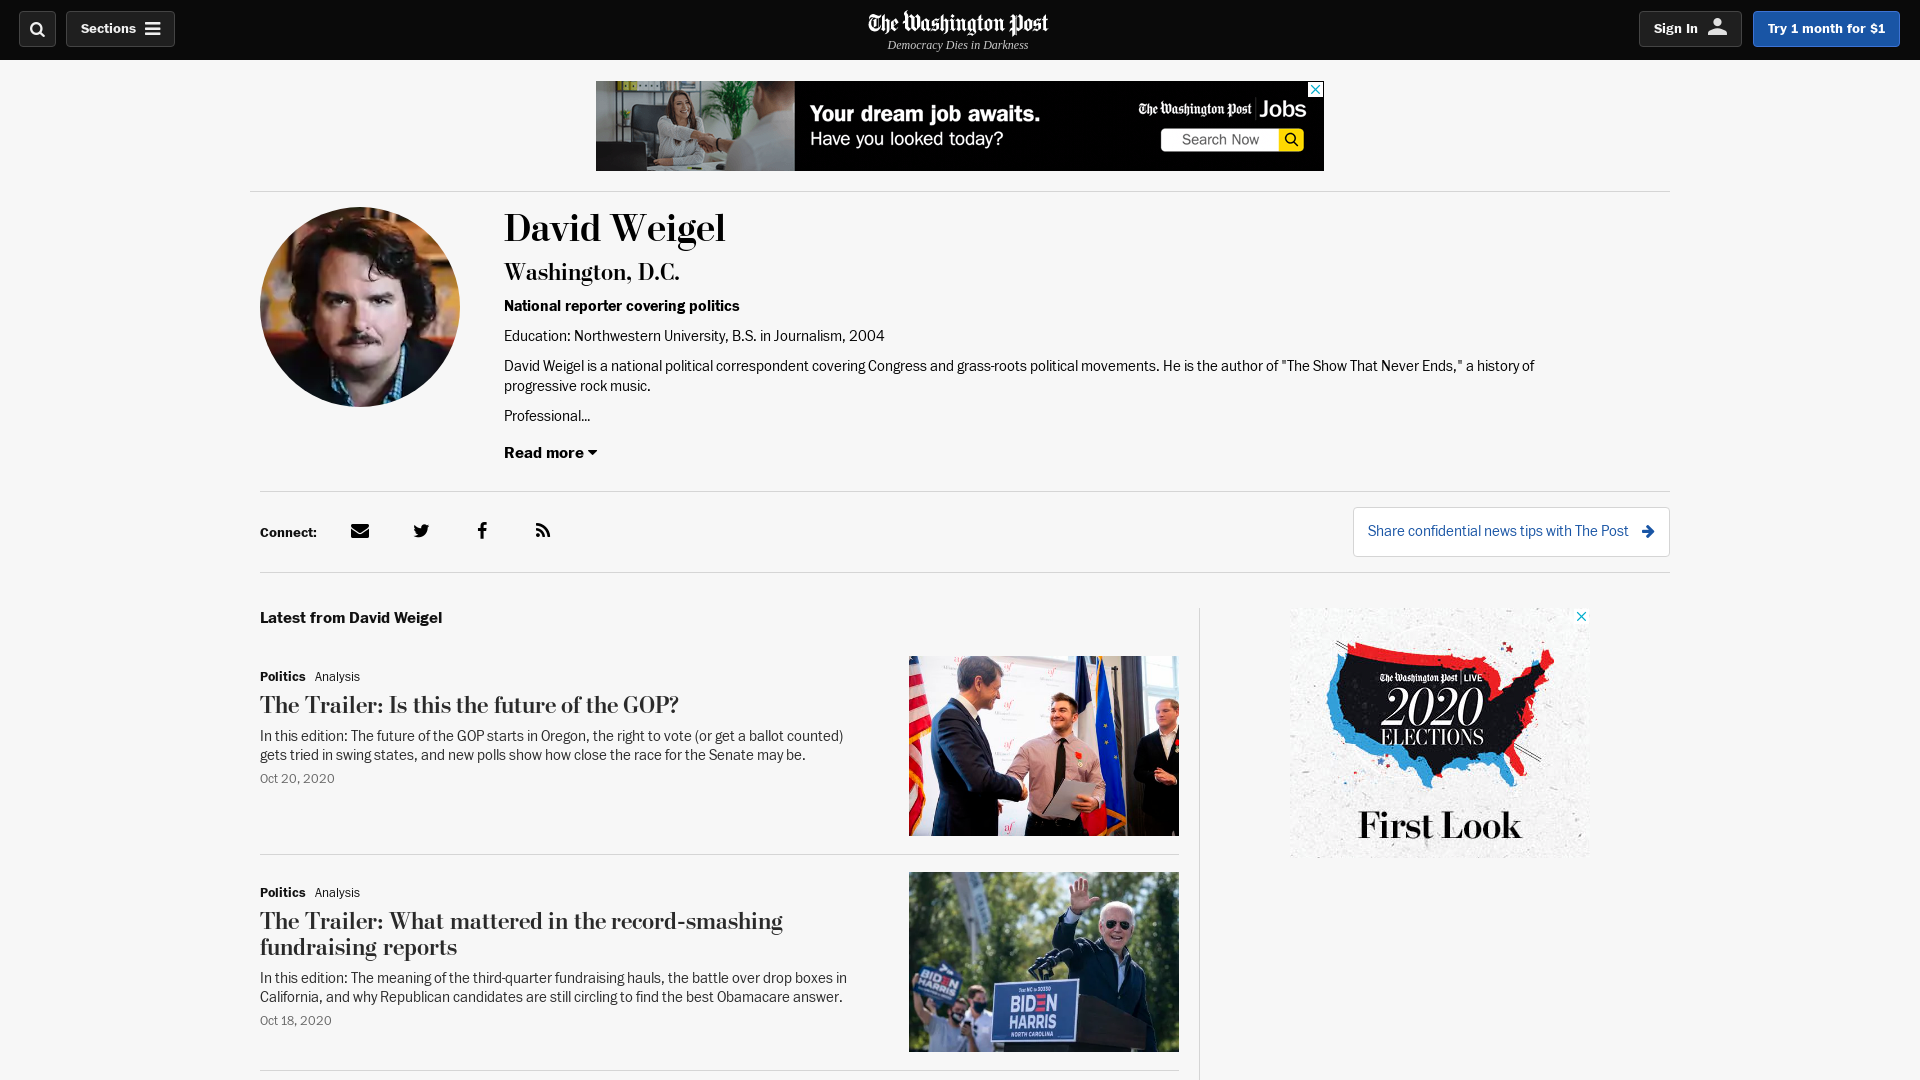 Sections
The Washington Post
Democracy Dies in Darkness
Sign In
Try 1 month for $1
Your dream job awaits.
Have you looked today?
The Washington Post Jobs
Search Now
David Weigel
Washington, D.C.
National reporter covering politics
Education: Northwestern University, B.S. in Journalism, 2004
David Weigel is a national political correspondent covering Congress and grass-roots political movements. He is the author of "The Show That Never Ends," a history of
progressive rock music.
Professional...
Read more
Connect:
Share confidential news tips with The Post
Latest from David Weigel
Politics Analysis
The Trailer: Is this the future of the GOP?
In this edition: The future of the GOP starts in Oregon, the right to vote (or get a ballot counted)
gets tried in swing states, and new polls show how close the race for the Senate may be.
Oct 20, 2020
af
af
The Washington Post LIVE
2020
ELECTIONS
First Look
Politics Analysis
The Trailer: What mattered in the record-smashing
fundraising reports
In this edition: The meaning of the third-quarter fundraising hauls, the battle over drop boxes in
California, and why Republican candidates are still circling to find the best Obamacare answer.
Oct 18, 2020
BIDEN
HARRIS
BIDEN
HARRIS
NORTH CAROLINA